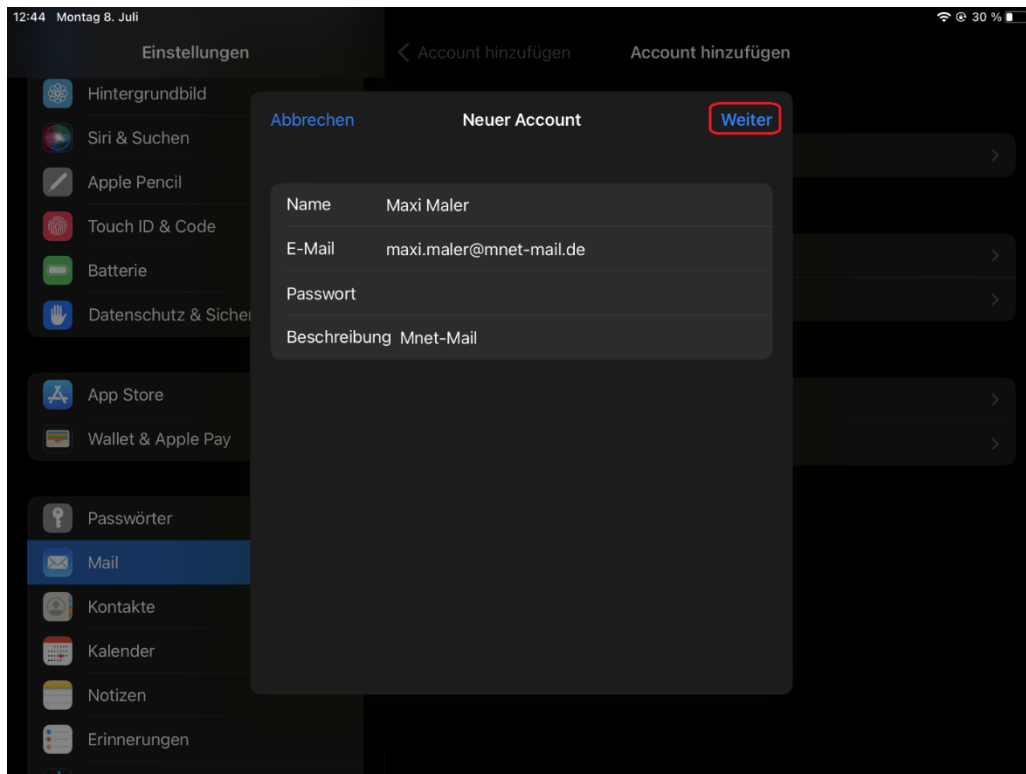 12:44 Montag 8. Juli 30 %
Einstellungen
Account hinzufügen Account hinzufügen
Hintergrundbild
Siri & Suchen
Apple Pencil
Touch ID & Code
Batterie
Datenschutz & Sicher
App Store
Wallet & Apple Pay
Passwörter
Mail
Kontakte
Kalender
Notizen
Erinnerungen
Abbrechen Neuer Account Weiter
Name Maxi Maler
E-Mail maxi.maler@mnet-mail.de
Passwort
Beschreibung Mnet-Mail